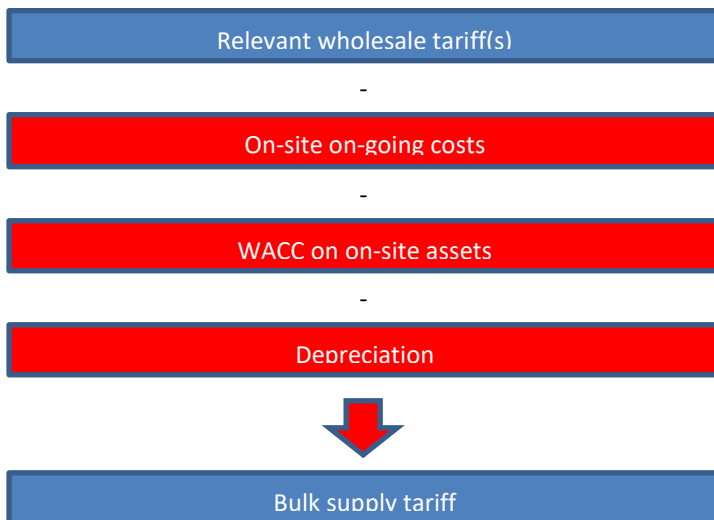 Relevant wholesale tariff(s)
-
On-site on-going costs
-
WACC on on-site assets
-
Depreciation
Bulk supply tariff